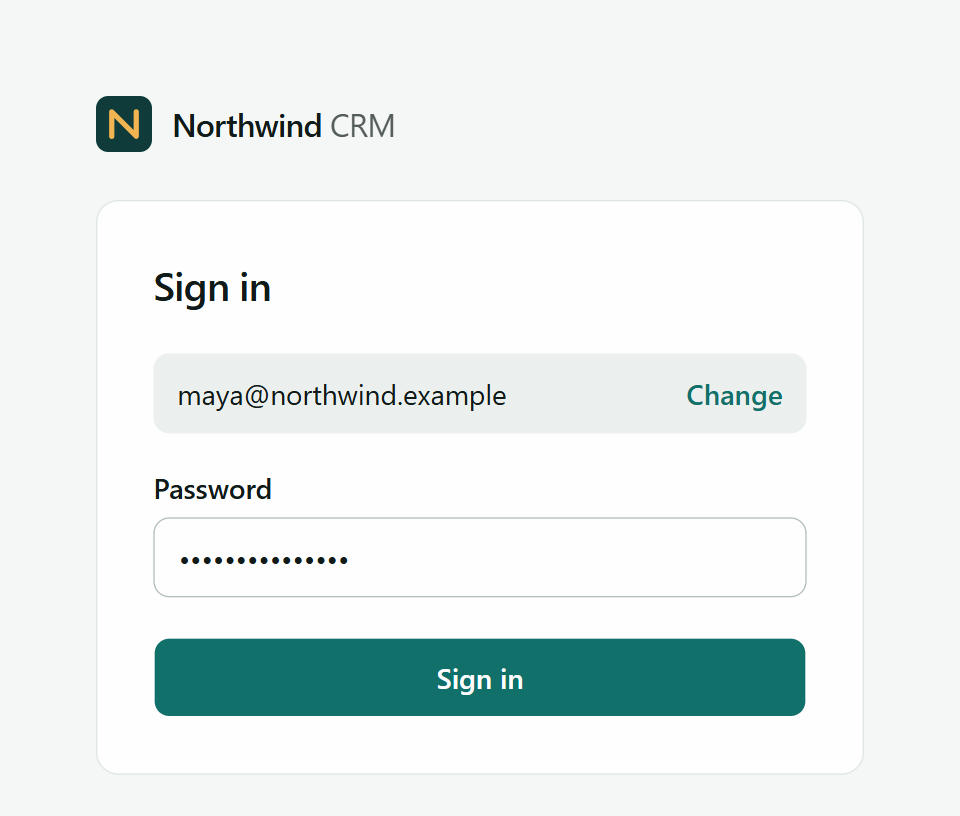 Northwind CRM
Sign in
maya@northwind.example Change
Password
•••••••••••••••
Sign in